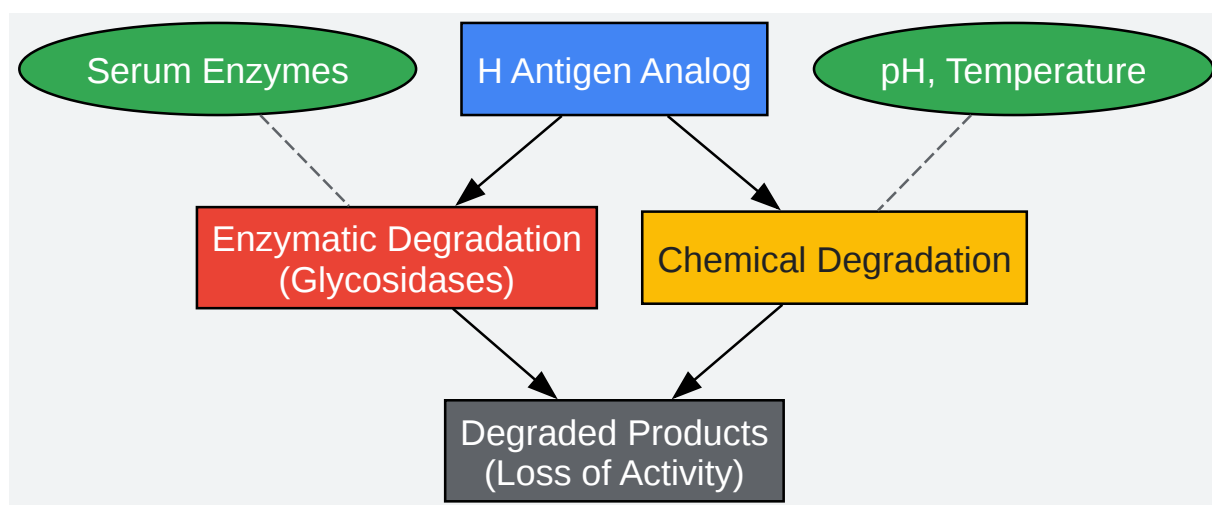 Serum Enzymes
H Antigen Analog
pH, Temperature
Enzymatic Degradation
(Glycosidases)
Chemical Degradation
Degraded Products
(Loss of Activity)